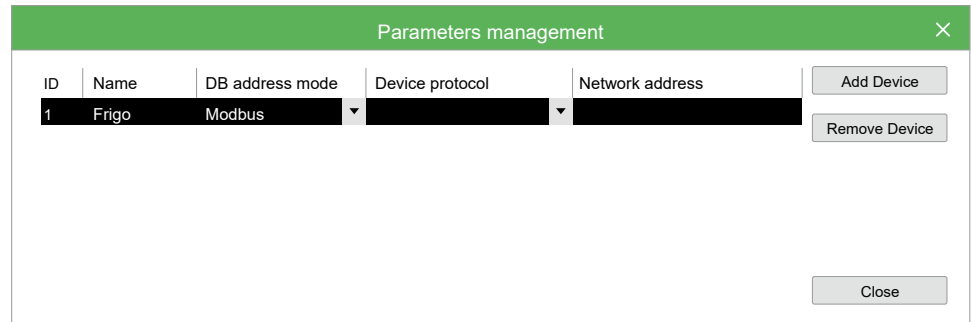 Parameters management
ID Name DB address mode Device protocol Network address Add Device
1 Frigo Modbus
Remove Device
Close